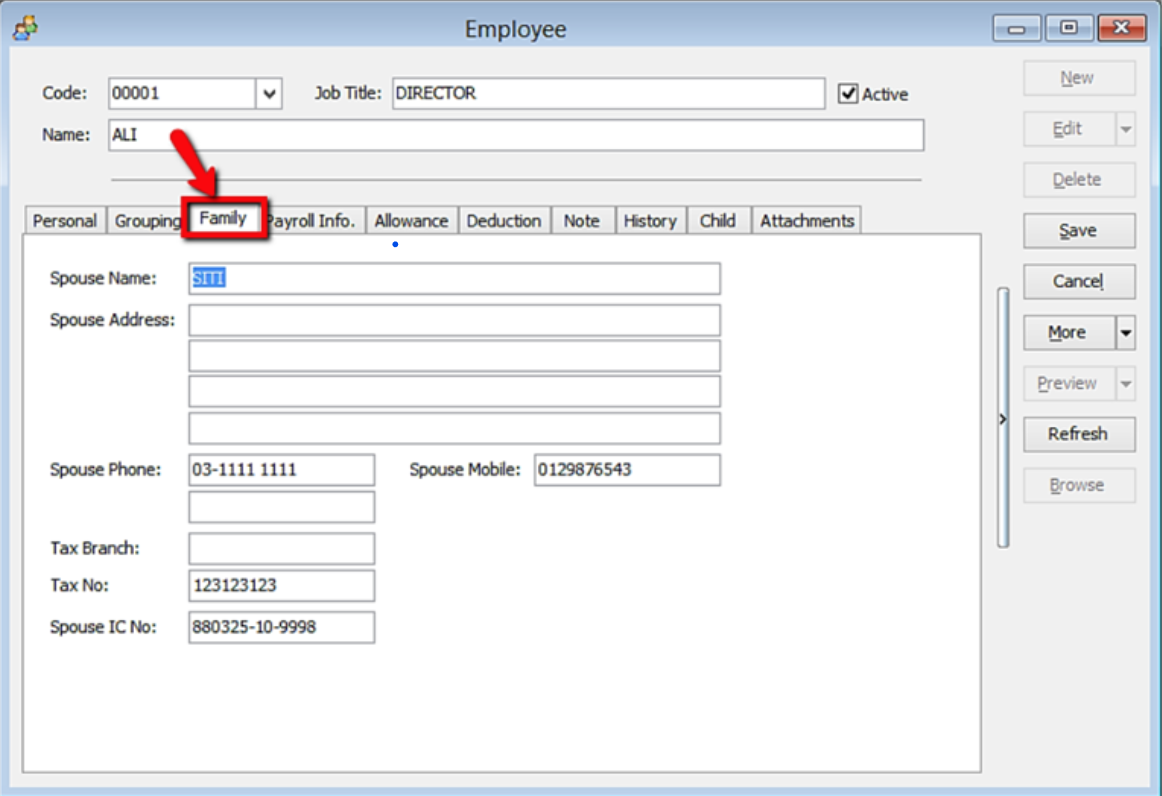 Employee
Code: 00001 Job Title: DIRECTOR Active
Name: ALI
Personal Grouping Family Payroll Info. Allowance Deduction Note History Child Attachments
Spouse Name: SITI
Spouse Address:
Spouse Phone: 03-1111 1111 Spouse Mobile: 0129876543
Tax Branch:
Tax No: 123123123
Spouse IC No: 880325-10-9998
New
Edit
Delete
Save
Cancel
More
Preview
Refresh
Browse